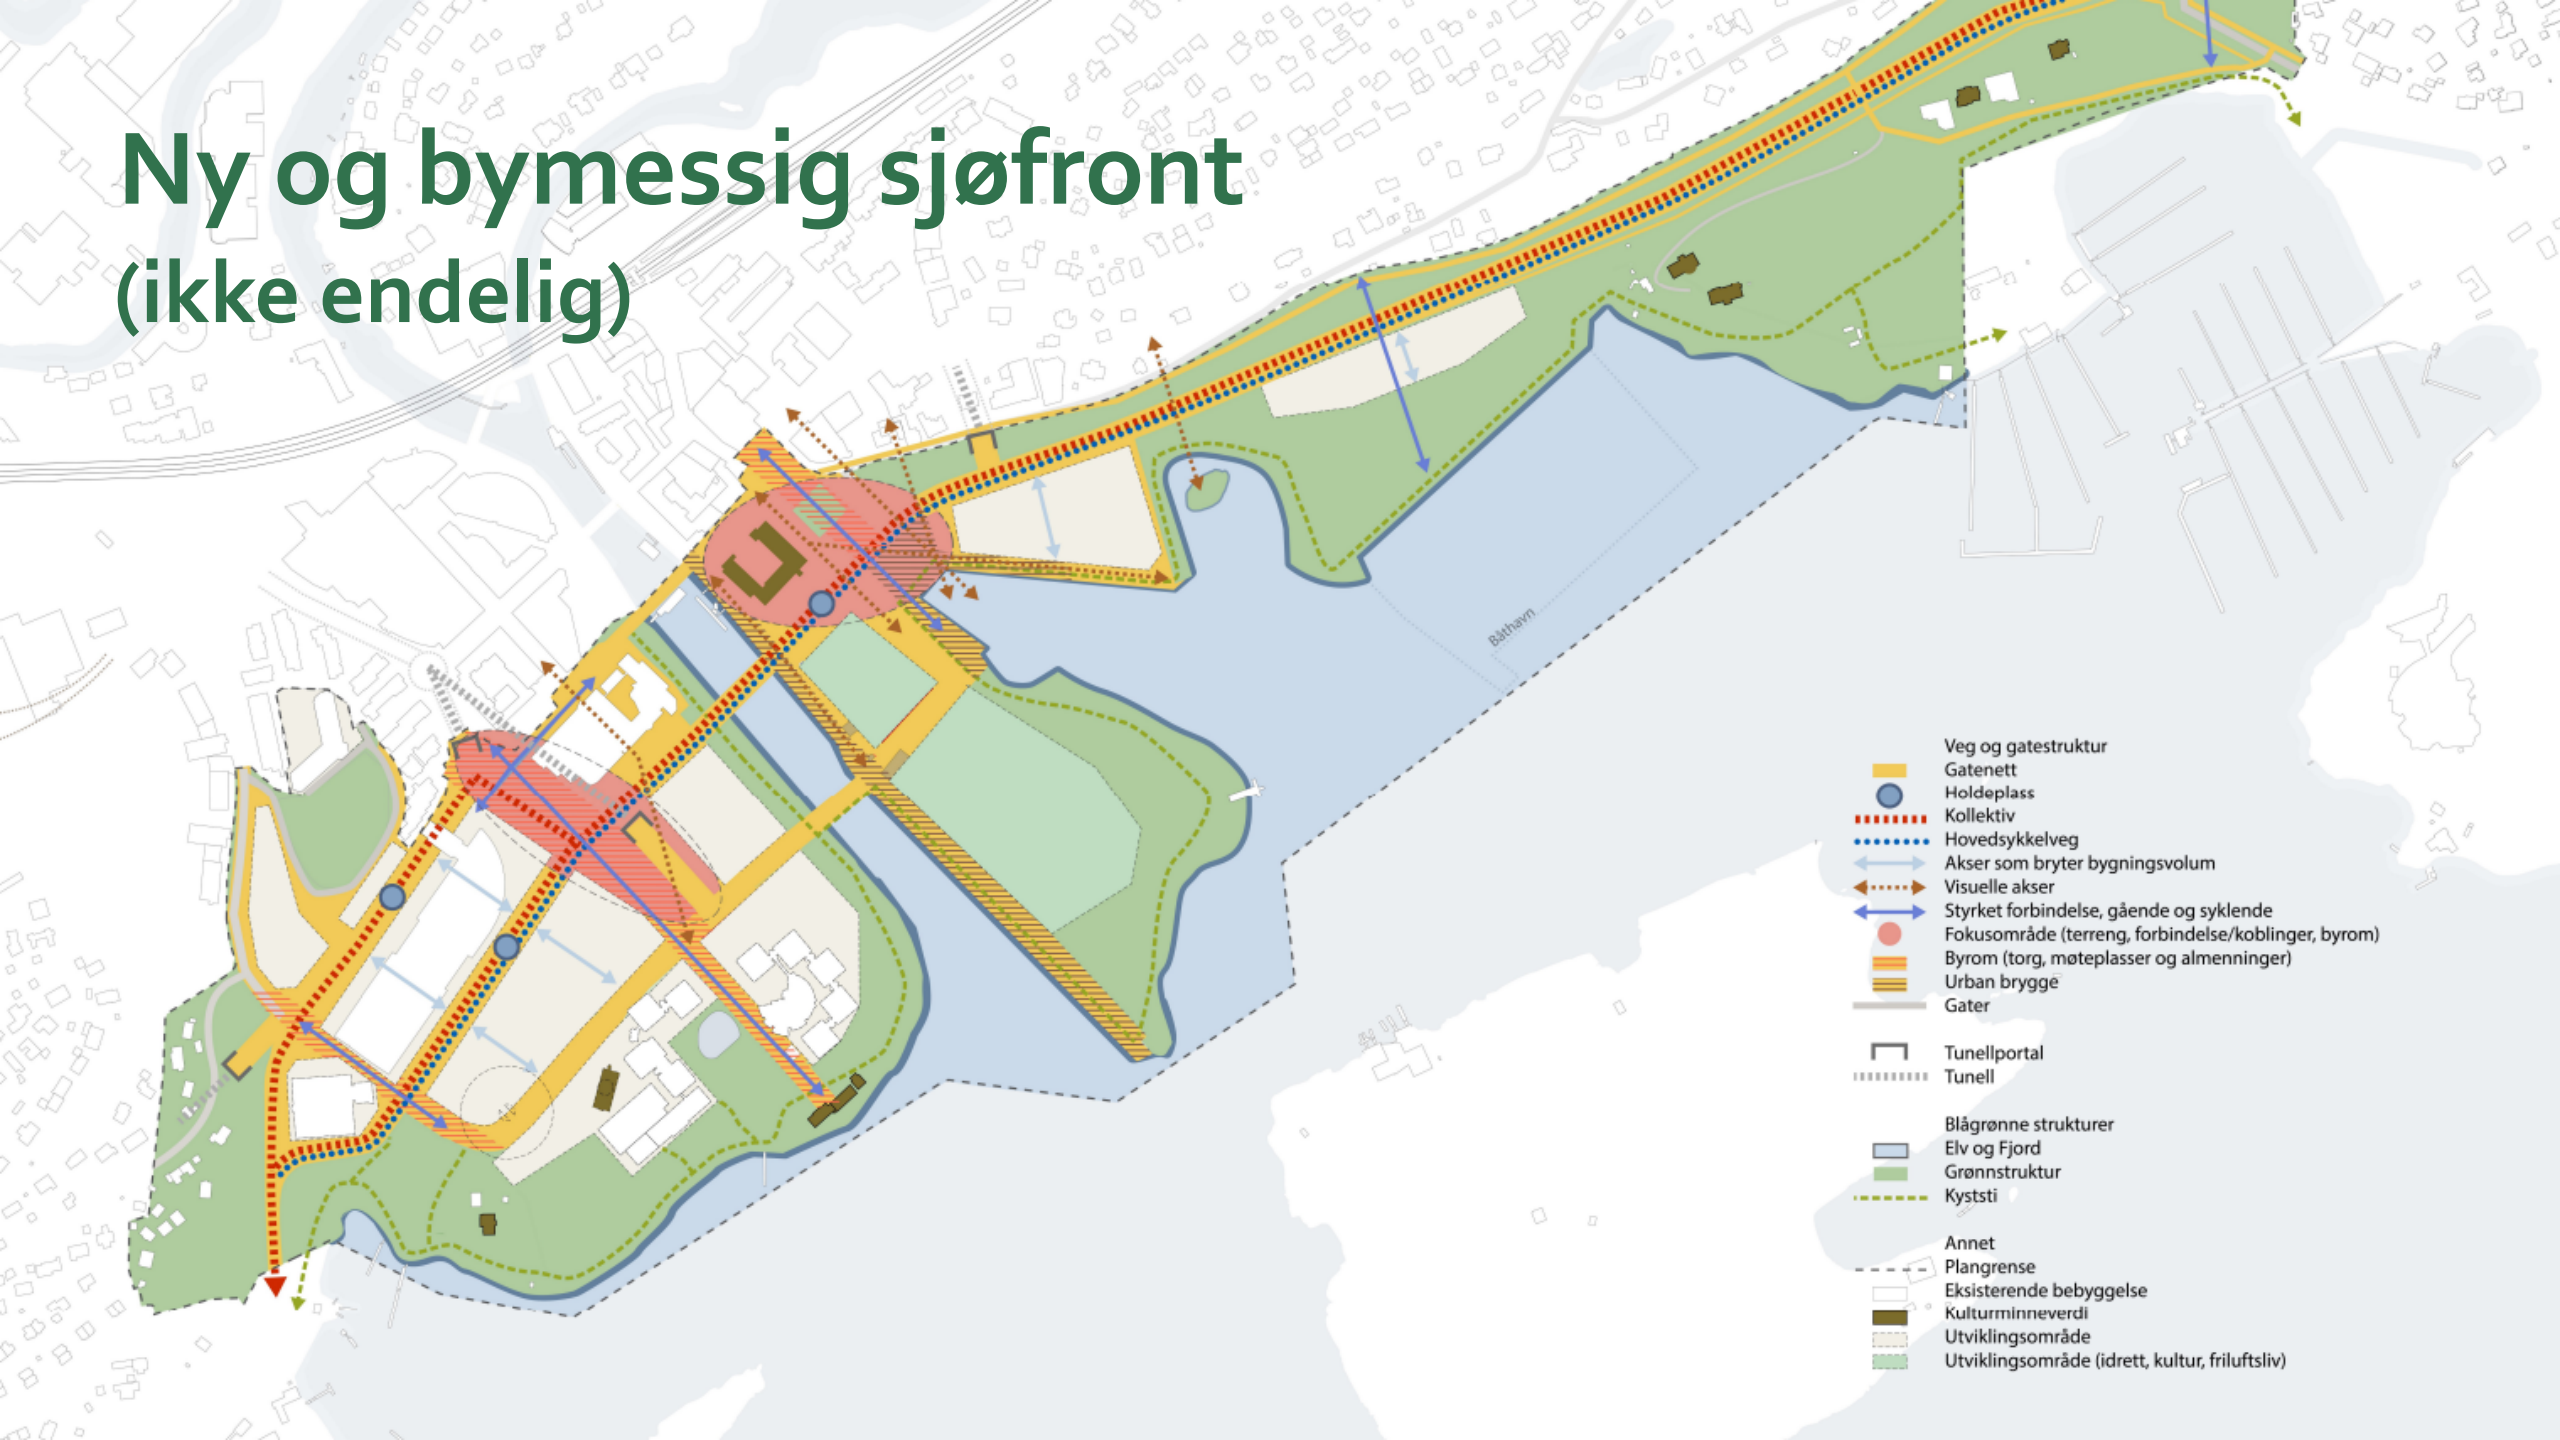 Ny og bymessig sjøfront
(ikke endelig)
Båthavn
Veg og gatestruktur
Gatenett
Holdeplass
Kollektiv
Hovedsykkelveg
Akser som bryter bygningsvolum
Visuelle akser
Styrket forbindelse, gående og syklende
Fokusområde (terreng, forbindelse/koblinger, byrom)
Byrom (torg, møteplasser og almenninger)
Urban brygge
Gater
Tunellportal
Tunell
Blågrønne strukturer
Elv og Fjord
Grønnstruktur
Kyststi
Annet
Plangrense
Eksisterende bebyggelse
Kulturminneverdi
Utviklingsområde
Utviklingsområde (idrett, kultur, friluftsliv)